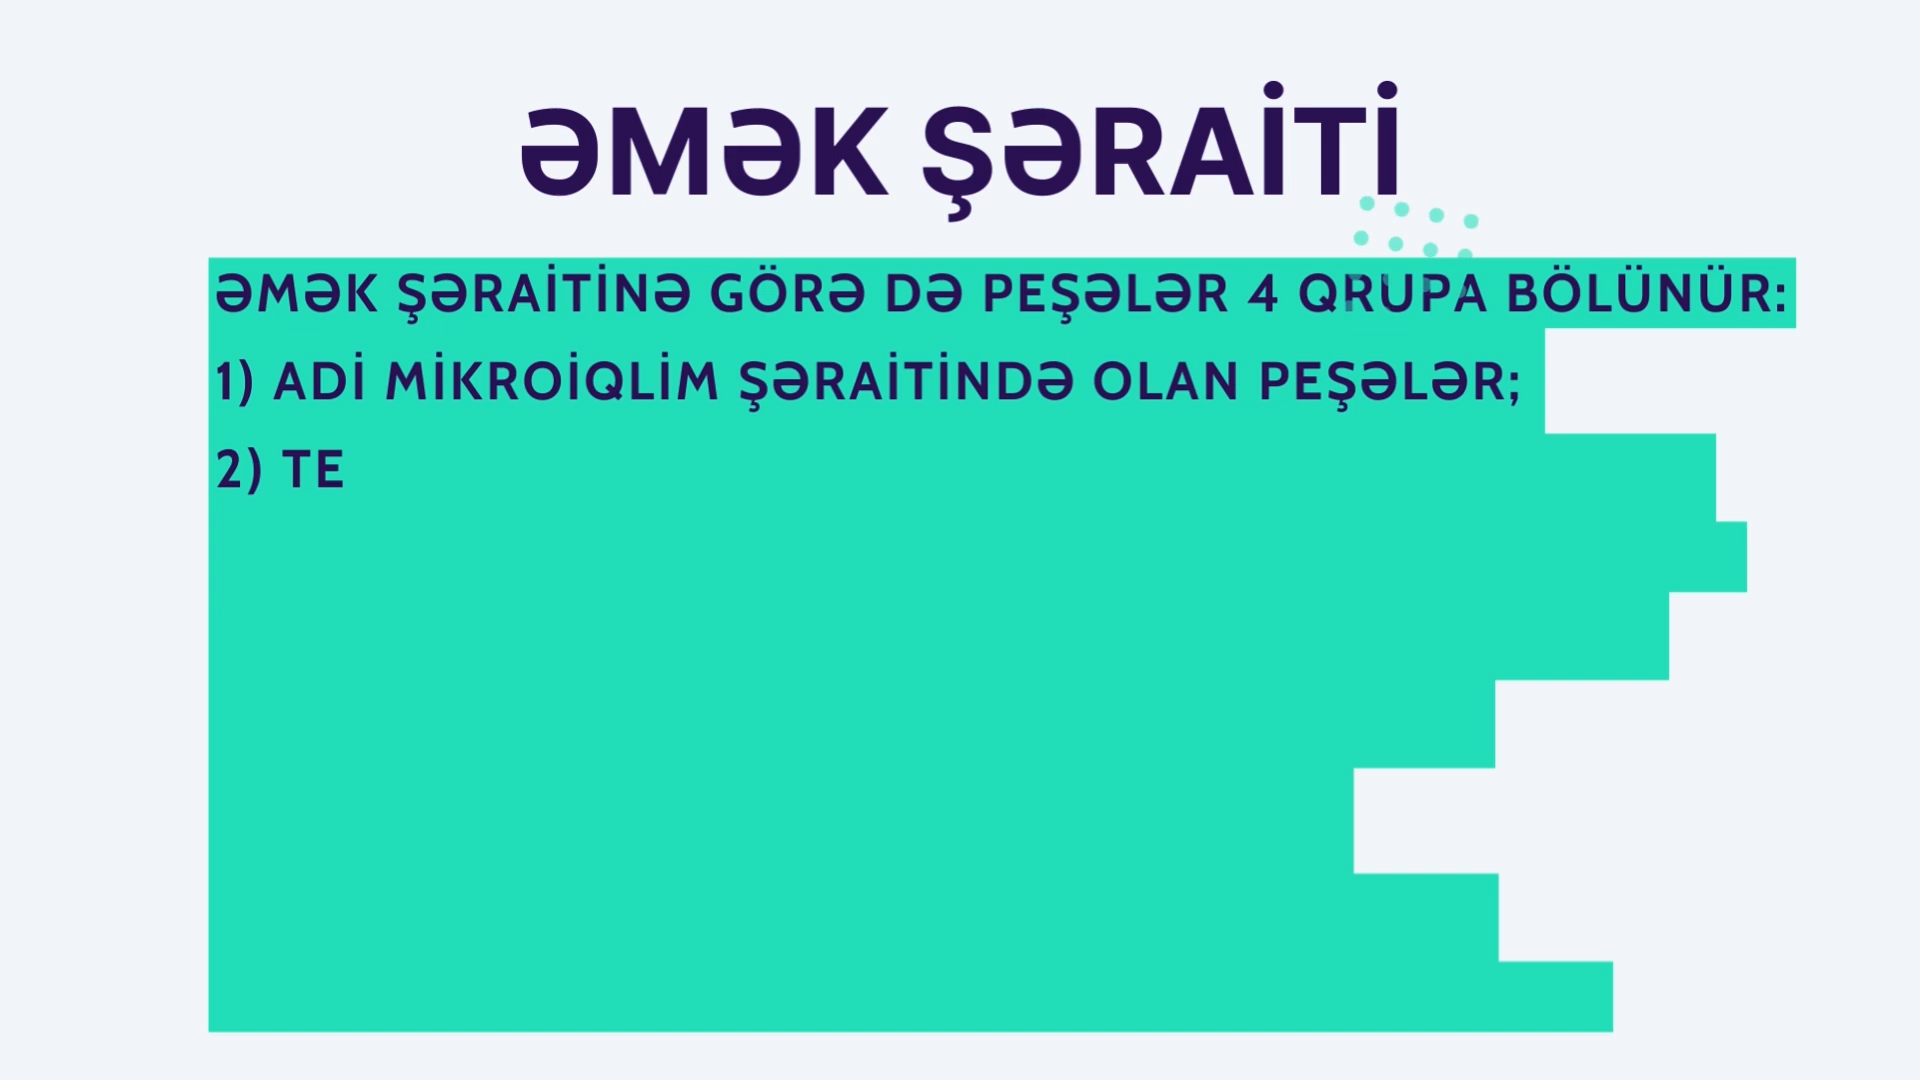 ƏMƏK ŞƏRAİTİ
ƏMƏK ŞƏRAİTİNƏ GÖRƏ DƏ PEŞƏLƏR 4 QRUPA BÖLÜNÜR:
1) ADİ MİKROİQLİM ŞƏRAİTİNDƏ OLAN PEŞƏLƏR;
2) TE